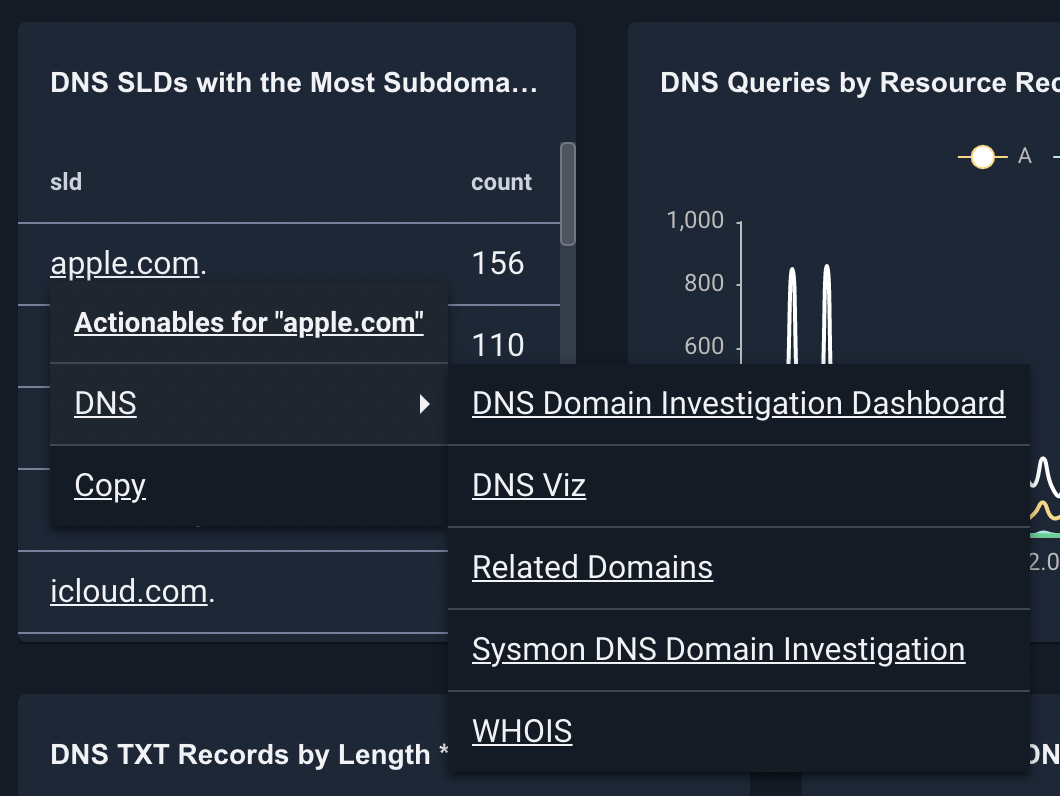 DNS SLDs with the Most Subdoma...
DNS Queries by Resource Rec
A
sld
count
1,000
apple.com.
156
800
Actionables for "apple.com"
110
600
DNS
DNS Domain Investigation Dashboard
Copy
DNS Viz
Related Domains
2.0
icloud.com.
Sysmon DNS Domain Investigation
WHOIS
DNS TXT Records by Length *